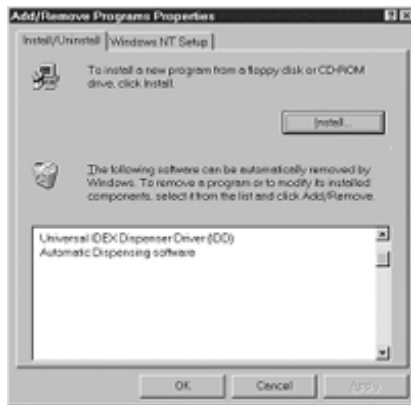 Add/Remove Programs Properties
Install/Uninstall Windows NT Setup
To install a new program from a floppy disk or CD-ROM
drive, click Install.
Install...
The following software can be automatically removed by
Windows. To remove a program or to modify its installed
components, select it from the list and click Add/Remove.
Universal IDEX Dispenser Driver (IDD)
Automatic Dispensing software
OK Cancel Apply